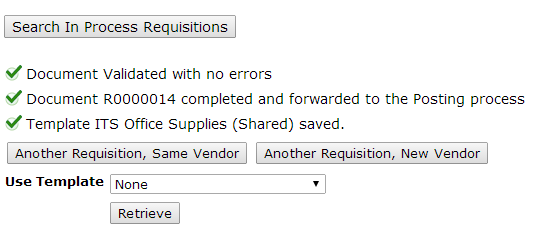 Search In Process Requisitions
Document Validated with no errors
Document R0000014 completed and forwarded to the Posting process
Template ITS Office Supplies (Shared) saved.
Another Requisition, Same Vendor Another Requisition, New Vendor
Use Template None
Retrieve